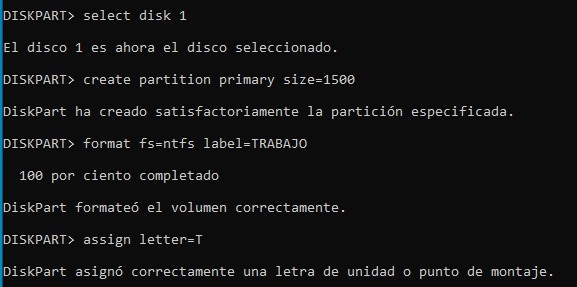 DISKPART> select disk 1
El disco 1 es ahora el disco seleccionado.
DISKPART> create partition primary size=1500
DiskPart ha creado satisfactoriamente la partición especificada.
DISKPART> format fs=ntfs label=TRABAJO
100 por ciento completado
DiskPart formateó el volumen correctamente.
DISKPART> assign letter=T
DiskPart asignó correctamente una letra de unidad o punto de montaje.